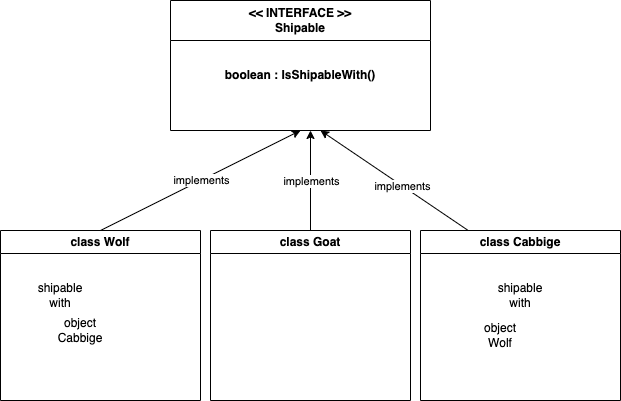 << INTERFACE >>
Shipable
boolean : IsShipableWith()
implements
implements
implements
class Wolf
class Goat
class Cabbige
shipable
with
object
Cabbige
shipable
with
object
Wolf